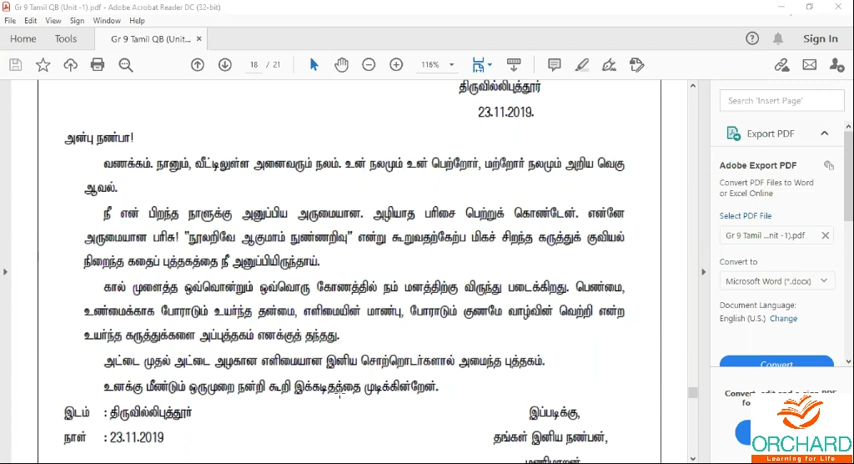 Gr 9 Tamil QB (Unit -1).pdf - Adobe Acrobat Reader DC (32-bit)
File Edit View Sign Window Help
Home Tools Gr 9 Tamil QB (Unit... × Sign In
18 / 21 116%
திருவில்லிபுத்தூர்
23.11.2019.
அன்பு நண்பா!
வணக்கம். நானும், வீட்டிலுள்ள அனைவரும் நலம். உன் நலமும் உன் பெற்றோர், மற்றோர் நலமும் அறிய வெகு
ஆவல்.
நீ என் பிறந்த நாளுக்கு அனுப்பிய அருமையான. அழியாத பரிசை பெற்றுக் கொண்டேன். என்னே
அருமையான பரிசு! "நூலறிவே ஆகுமாம் நுண்ணறிவு" என்று கூறுவதற்கேற்ப மிகச் சிறந்த கருத்துக் குவியல்
நிறைந்த கதைப் புத்தகத்தை நீ அனுப்பியிருந்தாய்.
கால் முளைத்த ஒவ்வொன்றும் ஒவ்வொரு கோணத்தில் நம் மனத்திற்கு விருந்து படைக்கிறது. பெண்மை,
உண்மைக்காக போராடும் உயர்ந்த தன்மை, எளிமையின் மாண்பு, போராடும் குணமே வாழ்வின் வெற்றி என்ற
உயர்ந்த கருத்துக்களை அப்புத்தகம் எனக்குத் தந்தது.
அட்டை முதல் அட்டை அழகான எளிமையான இனிய சொற்றொடர்களால் அமைந்த புத்தகம்.
உனக்கு மீண்டும் ஒருமுறை நன்றி கூறி இக்கடிதத்தை முடிக்கின்றேன்.
இடம் : திருவில்லிபுத்தூர் இப்படிக்கு,
நாள் : 23.11.2019 தங்கள் இனிய நண்பன்,
மணிமாறன்
Search 'Insert Page'
Export PDF
Adobe Export PDF
Convert PDF Files to Word
or Excel Online
Select PDF File
Gr 9 Tamil ...nit -1).pdf ×
Convert to
Microsoft Word (*.docx)
Document Language:
English (U.S.) Change
Convert
Convert, edit and
ORCHARD
Learning for Life